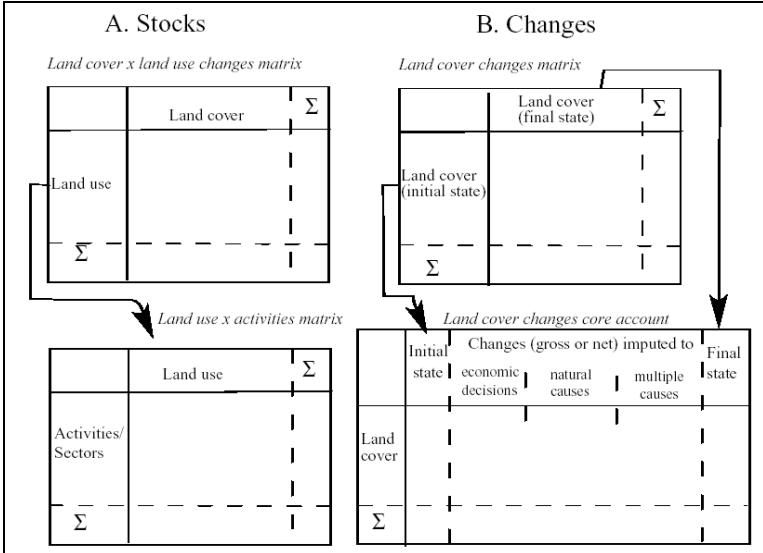 A. Stocks
Land cover x land use changes matrix
Σ
Land cover
Land use
Σ
Land use x activities matrix
Land use
Σ
Activities/
Sectors
Σ
B. Changes
Land cover changes matrix
Land cover
(final state)
Σ
Land cover
(initial state)
Σ
Land cover changes core account
Initial
state
Changes (gross or net) imputed to
economic
decisions
natural
causes
multiple
causes
Final
state
Land
cover
Σ